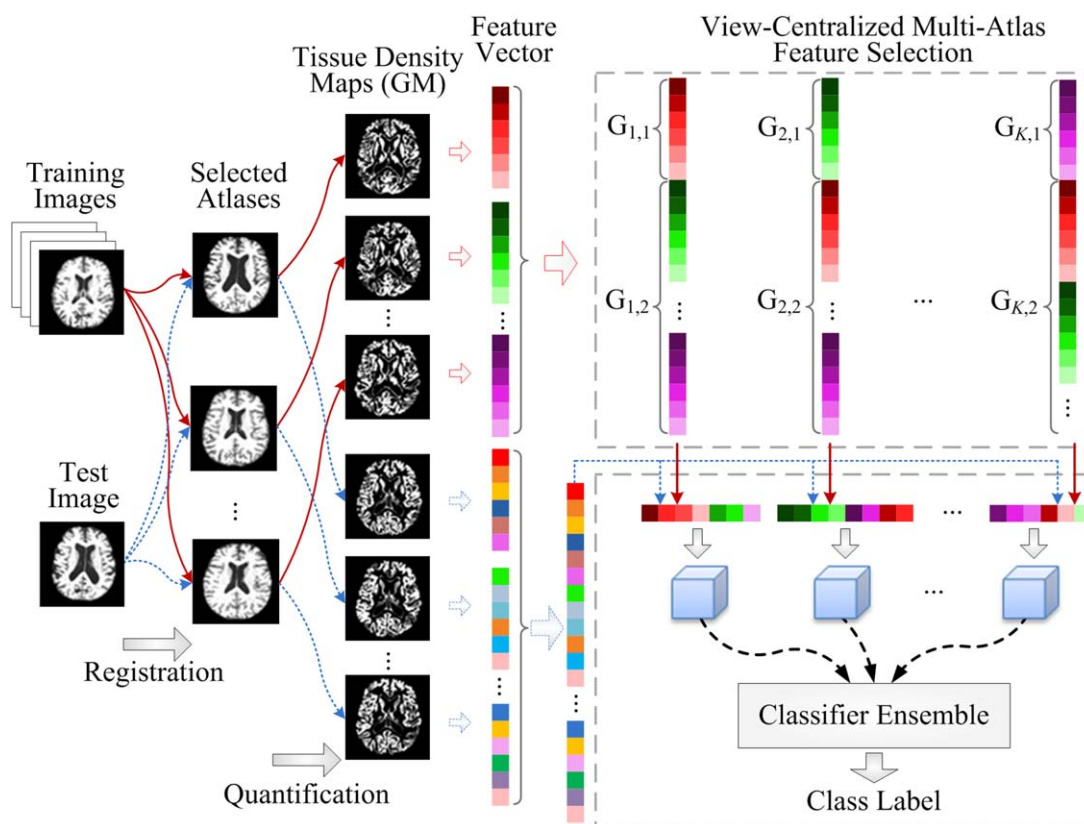 Training
Images
Test
Image
Registration
Selected
Atlases
...
Quantification
Tissue Density
Maps (GM)
...
...
Feature
Vector
...
...
View-Centralized Multi-Atlas
Feature Selection
G1,1
G2,1
GK,1
G1,2
...
G2,2
...
...
GK,2
...
...
...
...
Classifier Ensemble
Class Label